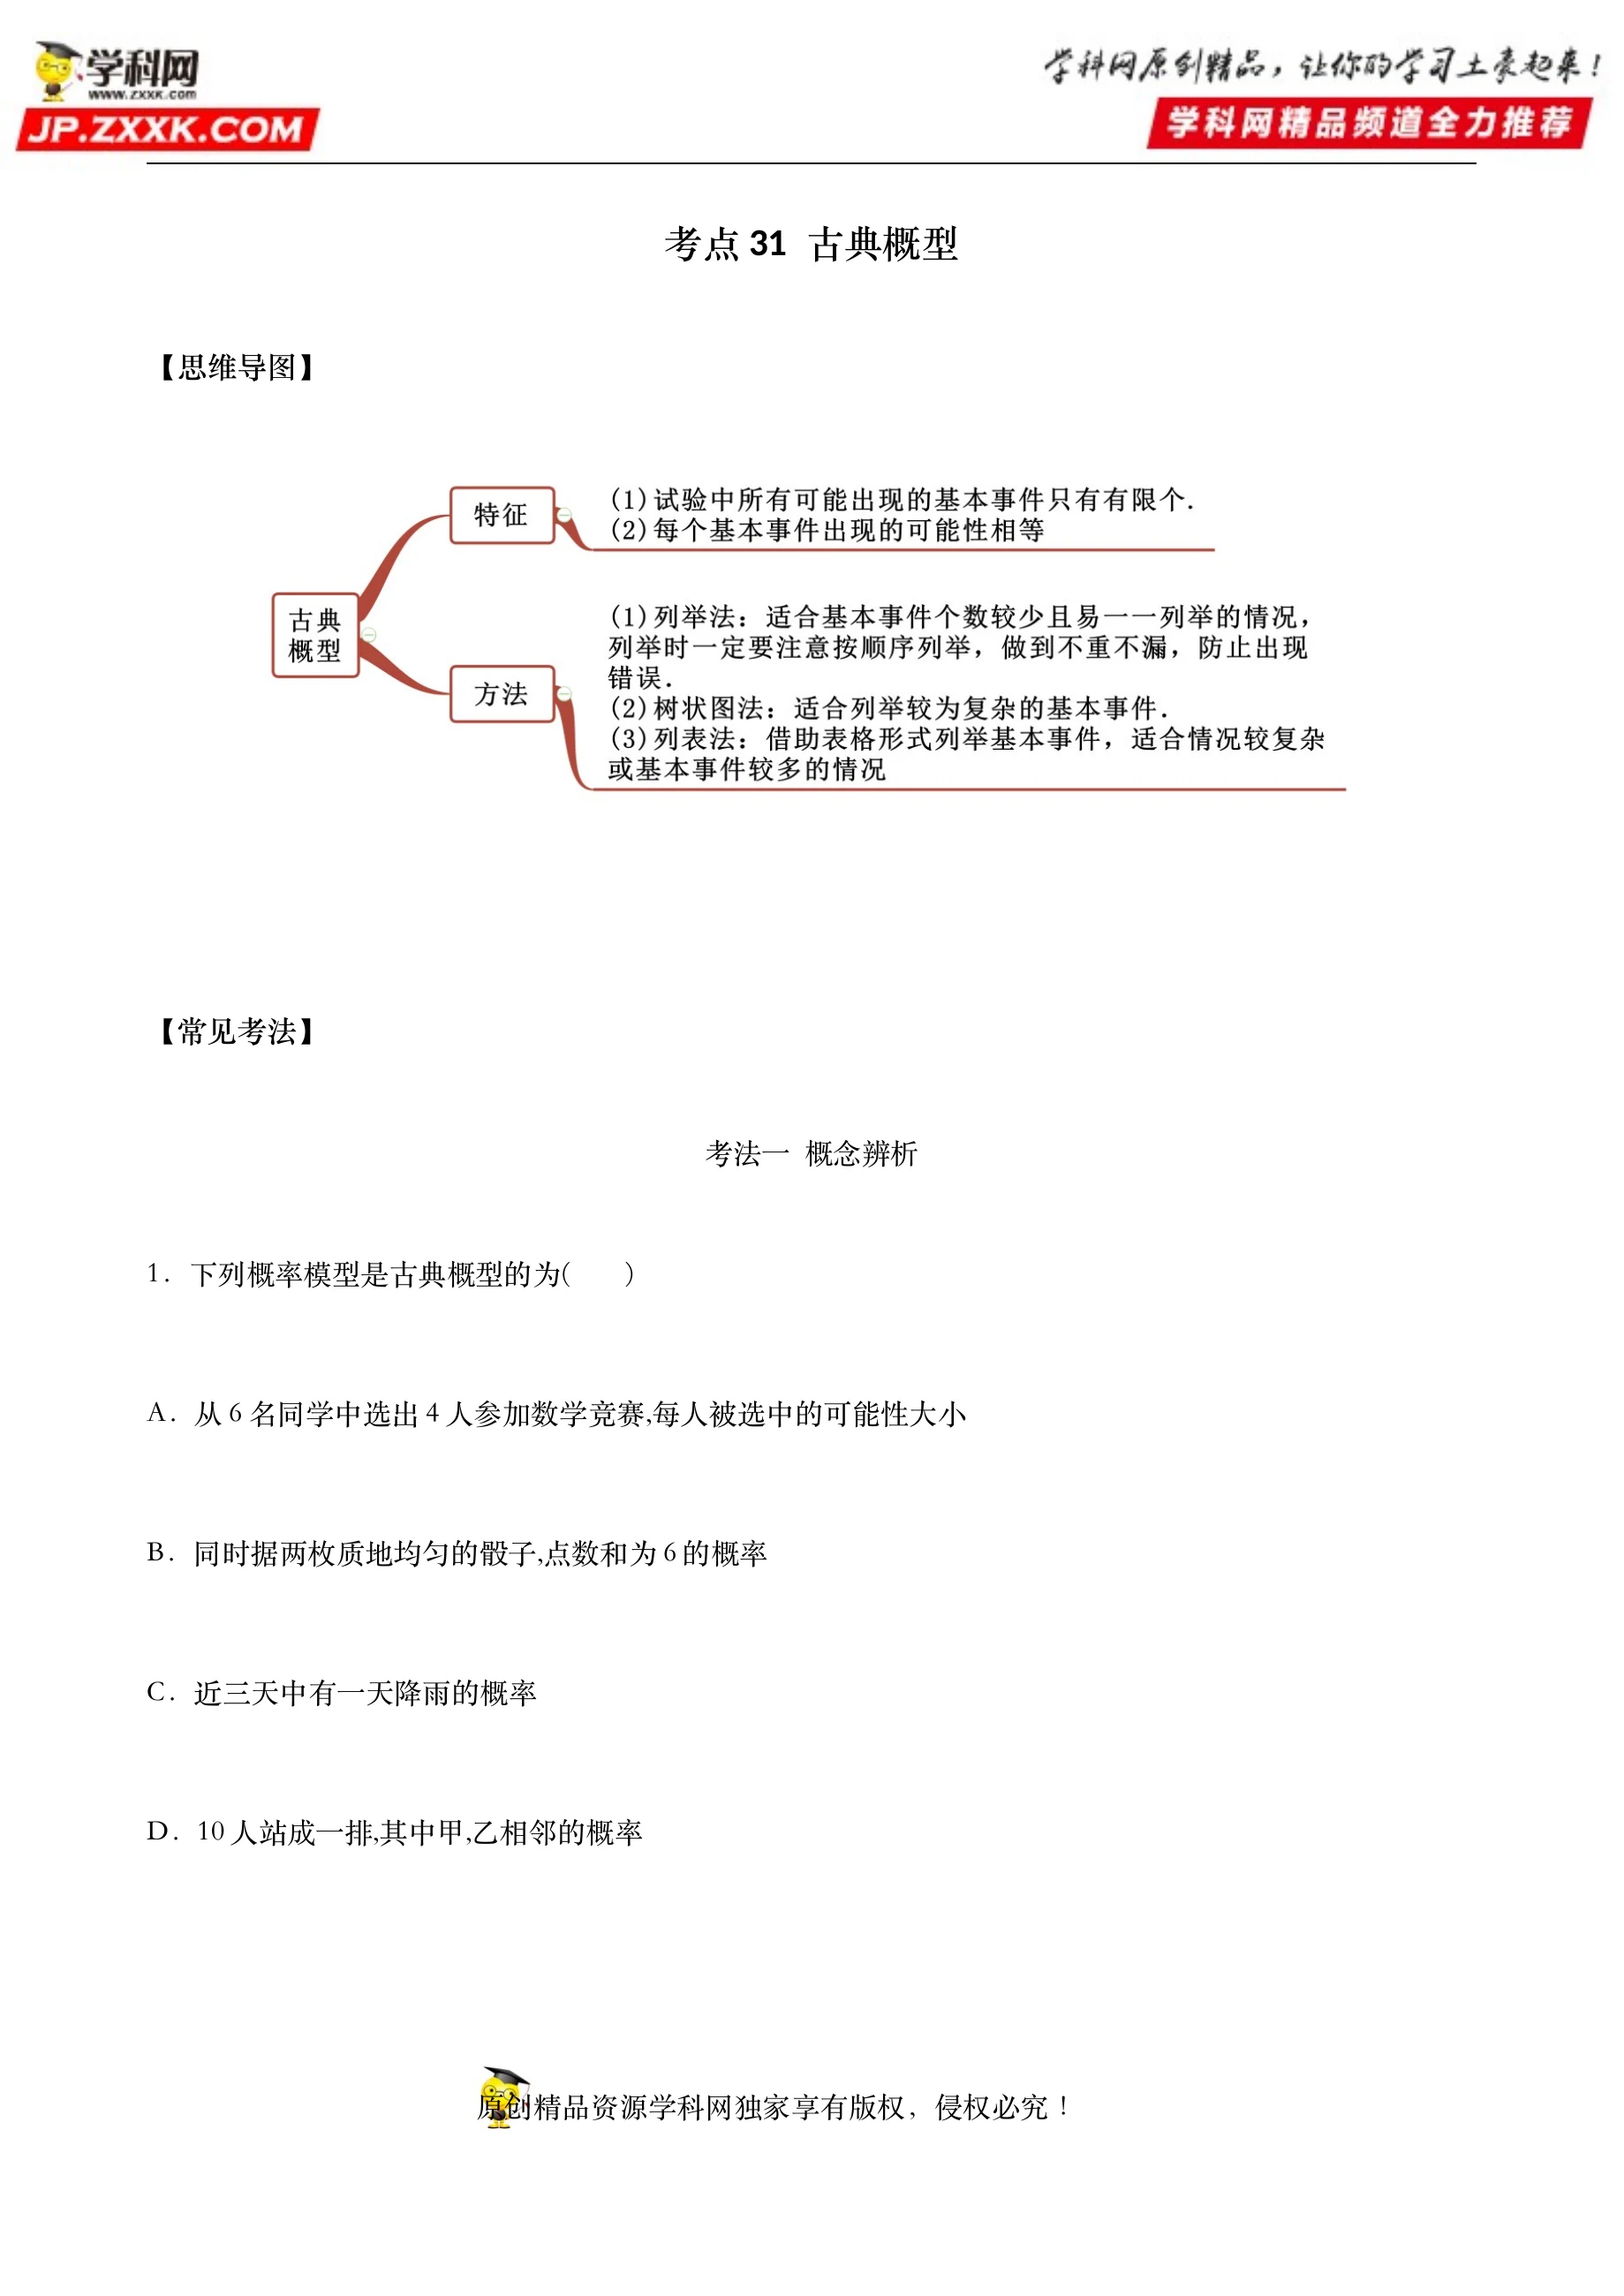 学科网
www.zxxk.com
JP.ZXXK.COM
学科网原创精品，让你的学习土豪起来！
学科网精品频道全力推荐
考点 31 古典概型
【思维导图】
特征
(1)试验中所有可能出现的基本事件只有有限个．
(2)每个基本事件出现的可能性相等
古典
概型
方法
(1)列举法：适合基本事件个数较少且易一一列举的情况，
列举时一定要注意按顺序列举，做到不重不漏，防止出现
错误．
(2)树状图法：适合列举较为复杂的基本事件．
(3)列表法：借助表格形式列举基本事件，适合情况较复杂
或基本事件较多的情况
【常见考法】
考法一 概念辨析
1．下列概率模型是古典概型的为(　　)
A．从 6 名同学中选出 4 人参加数学竞赛,每人被选中的可能性大小
B．同时据两枚质地均匀的骰子,点数和为 6 的概率
C．近三天中有一天降雨的概率
D．10 人站成一排,其中甲,乙相邻的概率
原创精品资源学科网独家享有版权，侵权必究！